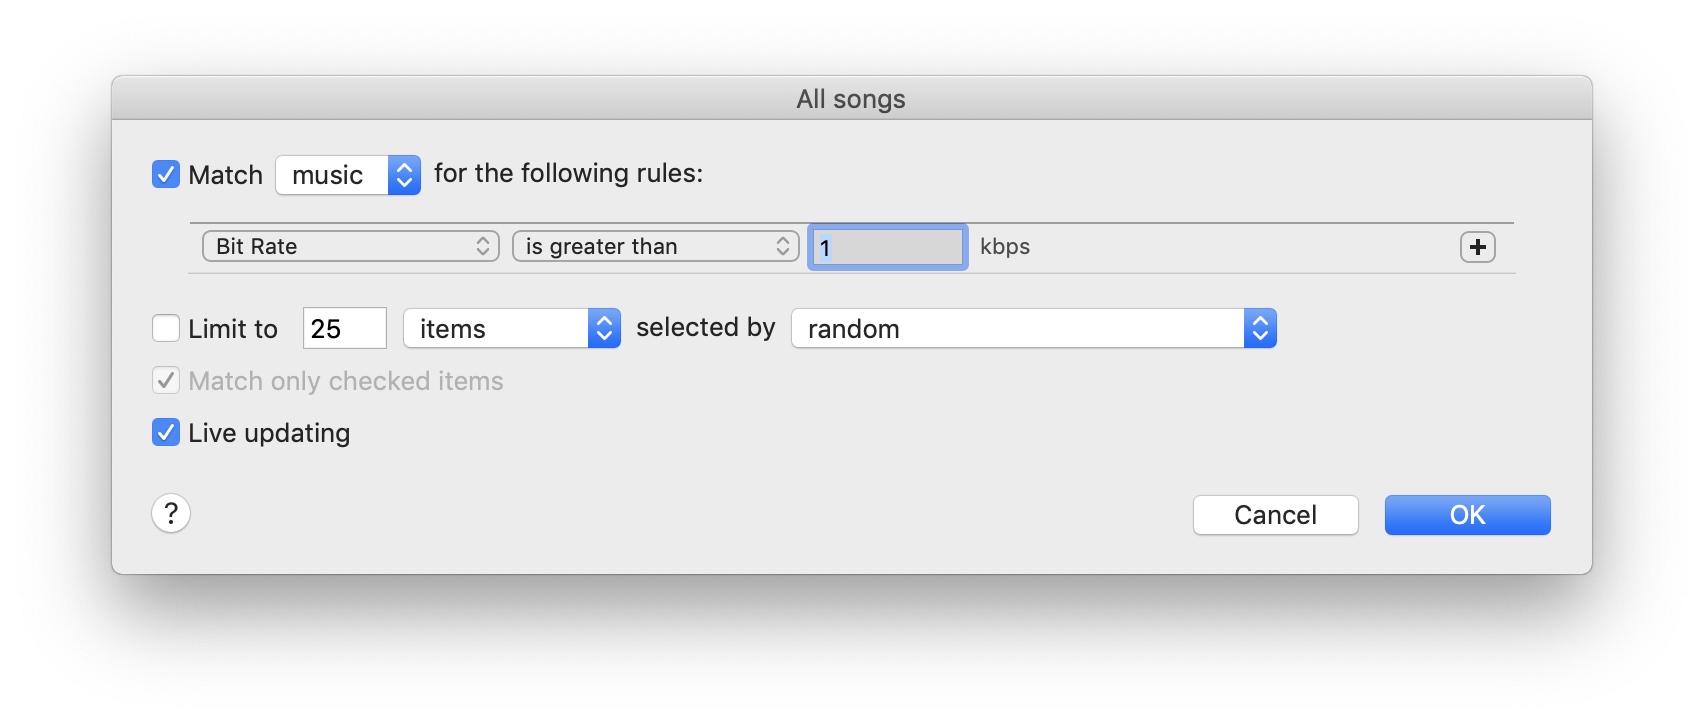 All songs
Match music for the following rules:
Bit Rate is greater than 1 kbps +
Limit to 25 items selected by random
Match only checked items
Live updating
? Cancel OK